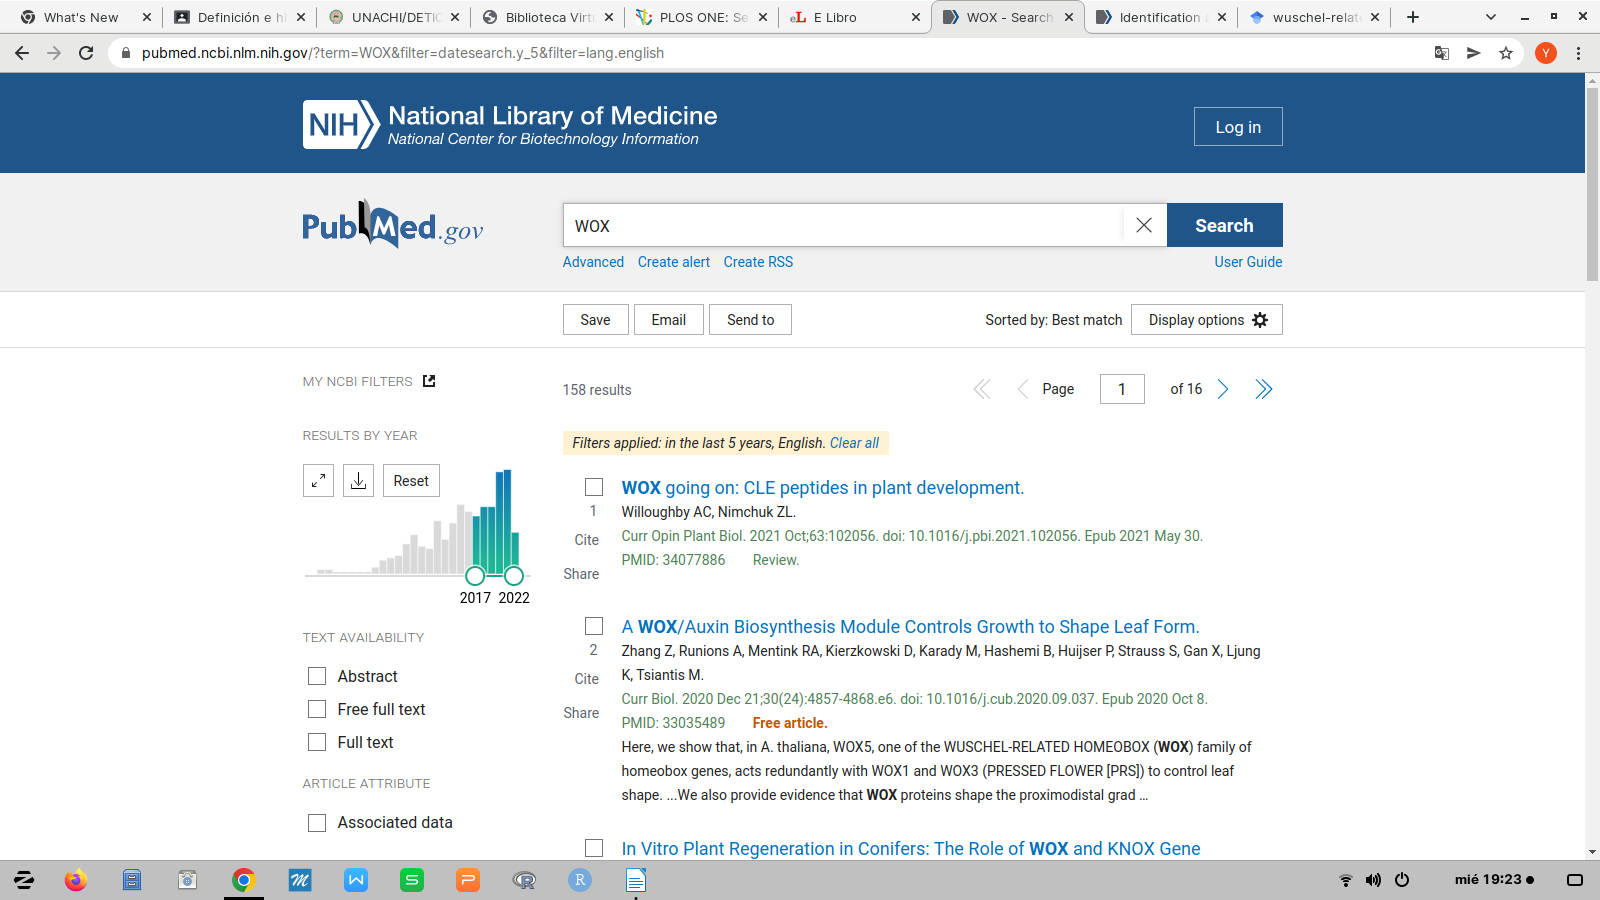 What's New
Definición e hi
UNACHI/DETIC
Biblioteca Virtu
PLOS ONE: Se
eL E Libro
WOX - Search
Identification a
wuschel-relat
pubmed.ncbi.nlm.nih.gov/?term=WOX&filter=datesearch.y_5&filter=lang.english
Y
NIH National Library of Medicine
National Center for Biotechnology Information
Log in
PubMed.gov
WOX
Search
Advanced Create alert Create RSS
User Guide
Save Email Send to
Sorted by: Best match Display options
MY NCBI FILTERS
158 results
Page 1 of 16
RESULTS BY YEAR
Filters applied: in the last 5 years, English. Clear all
Reset
2017 2022
TEXT AVAILABILITY
Abstract
Free full text
Full text
ARTICLE ATTRIBUTE
Associated data
WOX going on: CLE peptides in plant development.
1
Willoughby AC, Nimchuk ZL.
Cite
Curr Opin Plant Biol. 2021 Oct;63:102056. doi: 10.1016/j.pbi.2021.102056. Epub 2021 May 30.
PMID: 34077886 Review.
Share
A WOX/Auxin Biosynthesis Module Controls Growth to Shape Leaf Form.
2
Zhang Z, Runions A, Mentink RA, Kierzkowski D, Karady M, Hashemi B, Huijser P, Strauss S, Gan X, Ljung
K, Tsiantis M.
Cite
Curr Biol. 2020 Dec 21;30(24):4857-4868.e6. doi: 10.1016/j.cub.2020.09.037. Epub 2020 Oct 8.
Share
PMID: 33035489 Free article.
Here, we show that, in A. thaliana, WOX5, one of the WUSCHEL-RELATED HOMEOBOX (WOX) family of
homeobox genes, acts redundantly with WOX1 and WOX3 (PRESSED FLOWER [PRS]) to control leaf
shape. ...We also provide evidence that WOX proteins shape the proximodistal grad …
In Vitro Plant Regeneration in Conifers: The Role of WOX and KNOX Gene
M
W
S
P
R
R
mié 19:23